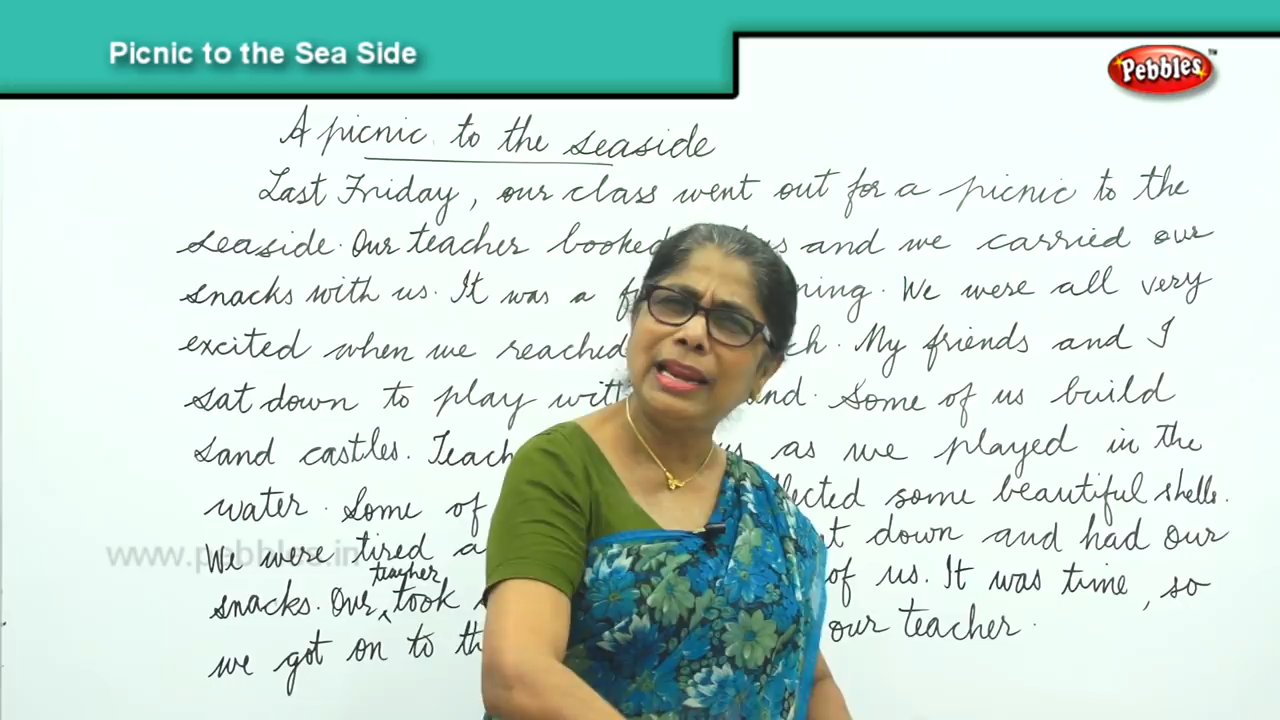 Picnic to the Sea Side
Pebbles TM
A picnic to the seaside
Last Friday, our class went out for a picnic to the
seaside. Our teacher booked and we carried our
snacks with us. It was a We were all very
excited when we reached My friends and I
sat down to play with Some of us build
sand castles. us as we played in the
water. Some of some beautiful shells.
We were tired down and had our
teacher
snacks. Our ^ took of us. It was time, so
we got on to our teacher.
www.pebbles.in